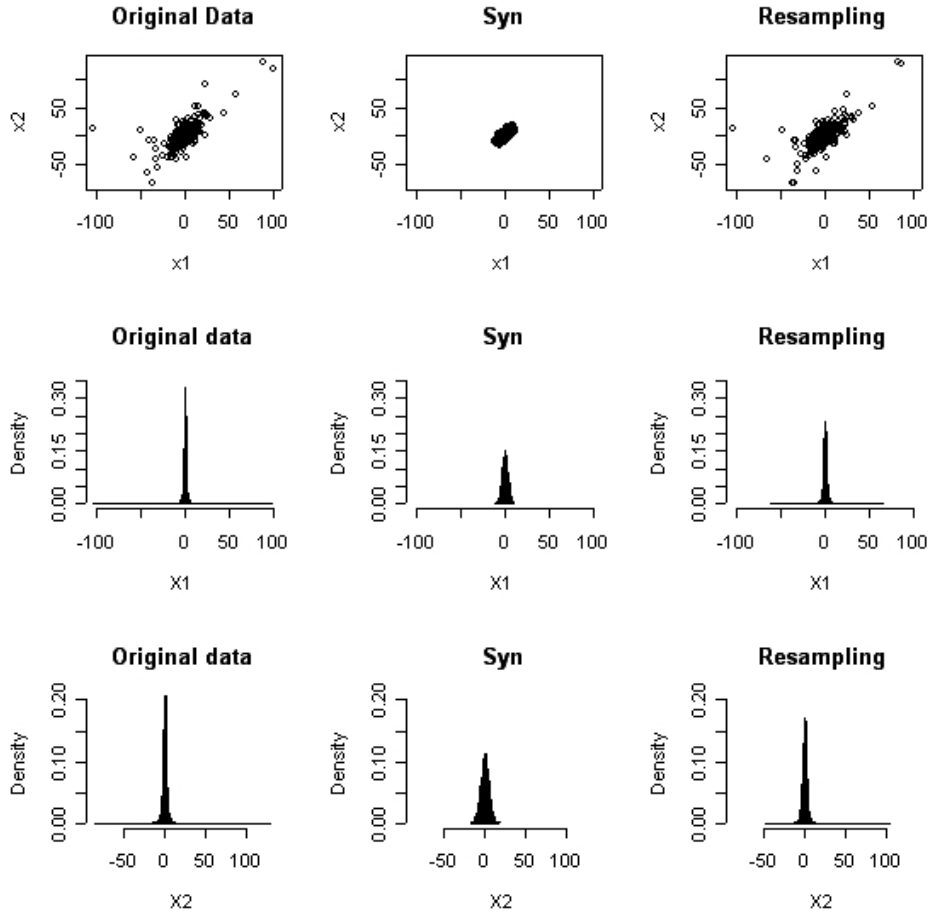 Original Data
Syn
Resampling
x2
50
-50
-100
0
50
100
x1
x2
50
-50
-100
0
50
100
x1
x2
50
-50
-100
0
50
100
x1
Original data
Syn
Resampling
Density
0.30
0.15
0.00
-100
0
50
100
X1
Density
0.30
0.15
0.00
-100
0
50
100
X1
Density
0.30
0.15
0.00
-100
0
50
100
X1
Original data
Syn
Resampling
Density
0.20
0.10
0.00
-50
0
50
100
X2
Density
0.20
0.10
0.00
-50
0
50
100
X2
Density
0.20
0.10
0.00
-50
0
50
100
X2